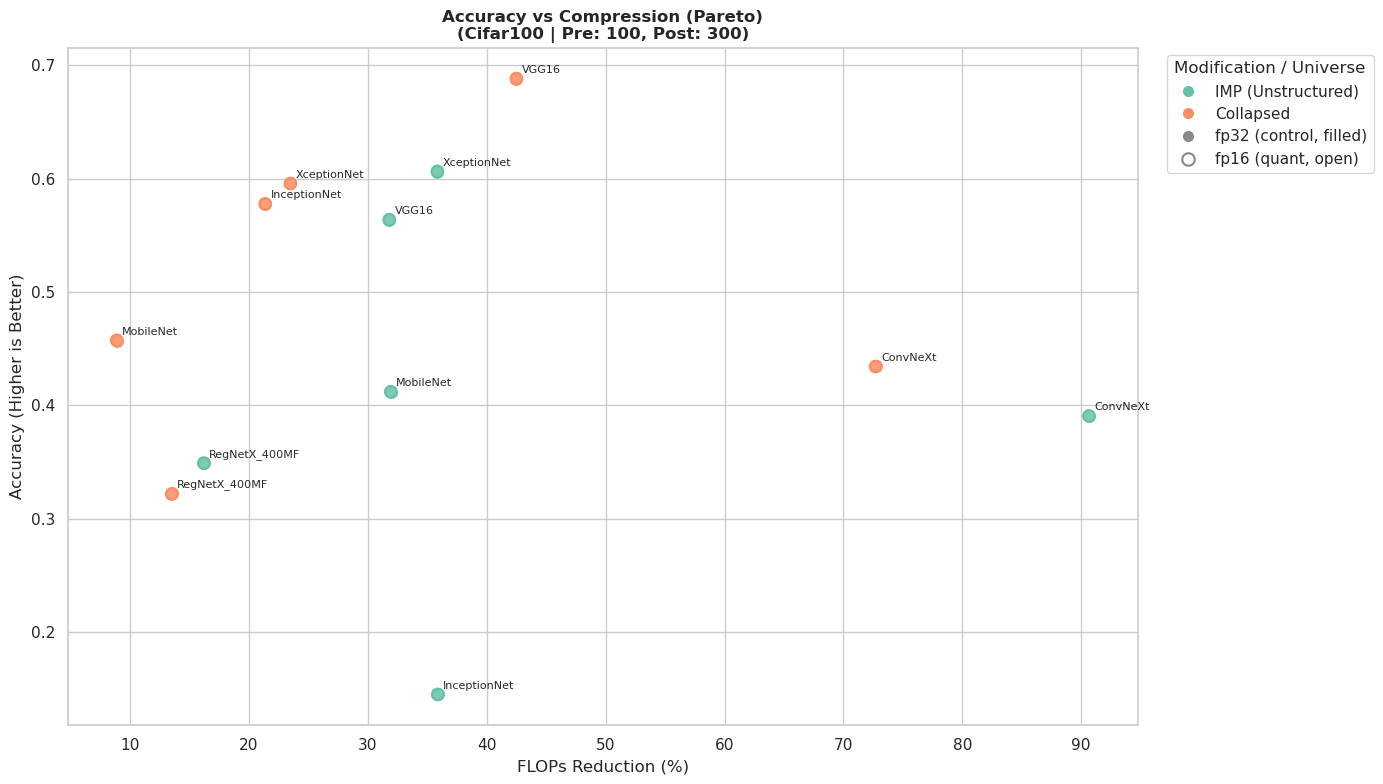 Accuracy vs Compression (Pareto)
(Cifar100 | Pre: 100, Post: 300)
Accuracy (Higher is Better)
0.7
0.6
0.5
0.4
0.3
0.2
VGG16
XceptionNet
XceptionNet
InceptionNet
VGG16
MobileNet
ConvNeXt
MobileNet
ConvNeXt
RegNetX_400MF
RegNetX_400MF
InceptionNet
10
20
30
40
50
60
70
80
90
FLOPs Reduction (%)
Modification / Universe
IMP (Unstructured)
Collapsed
fp32 (control, filled)
fp16 (quant, open)